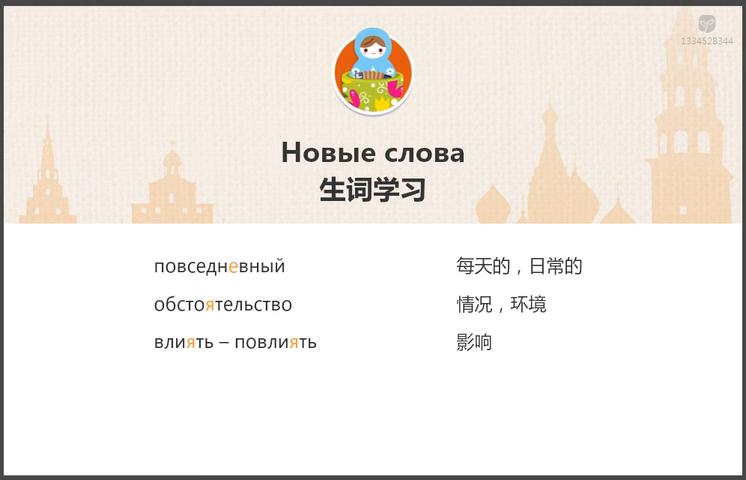 1334528344
Новые слова
生词学习
повседневный 每天的，日常的
обстоятельство 情况，环境
влиять – повлиять 影响